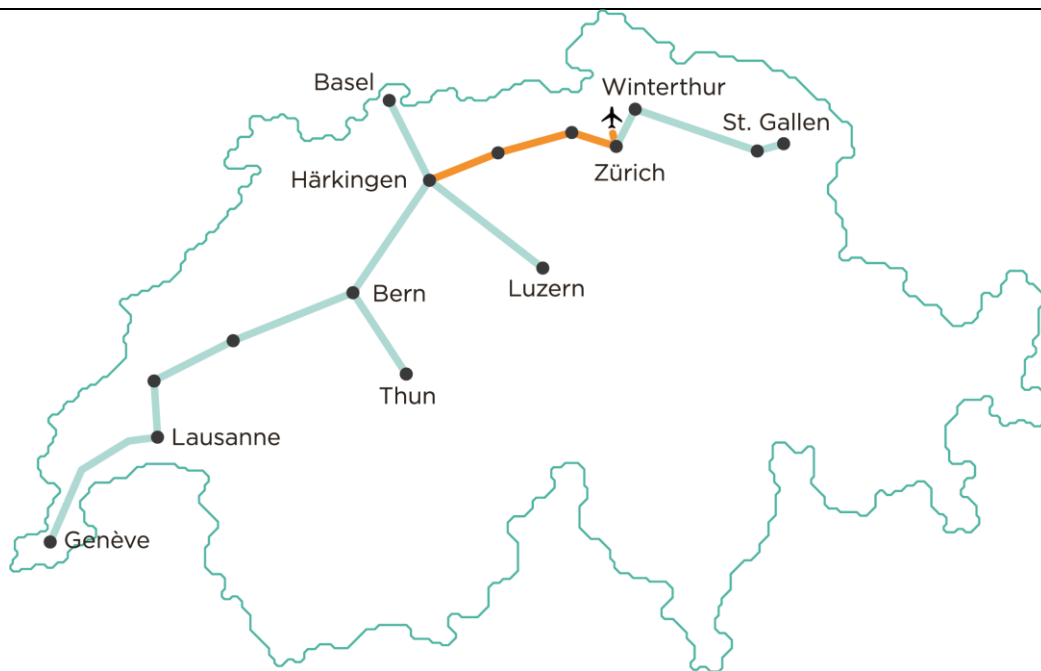 Basel
Winterthur
St. Gallen
Härkingen
Zürich
Bern
Luzern
Thun
Lausanne
Genève